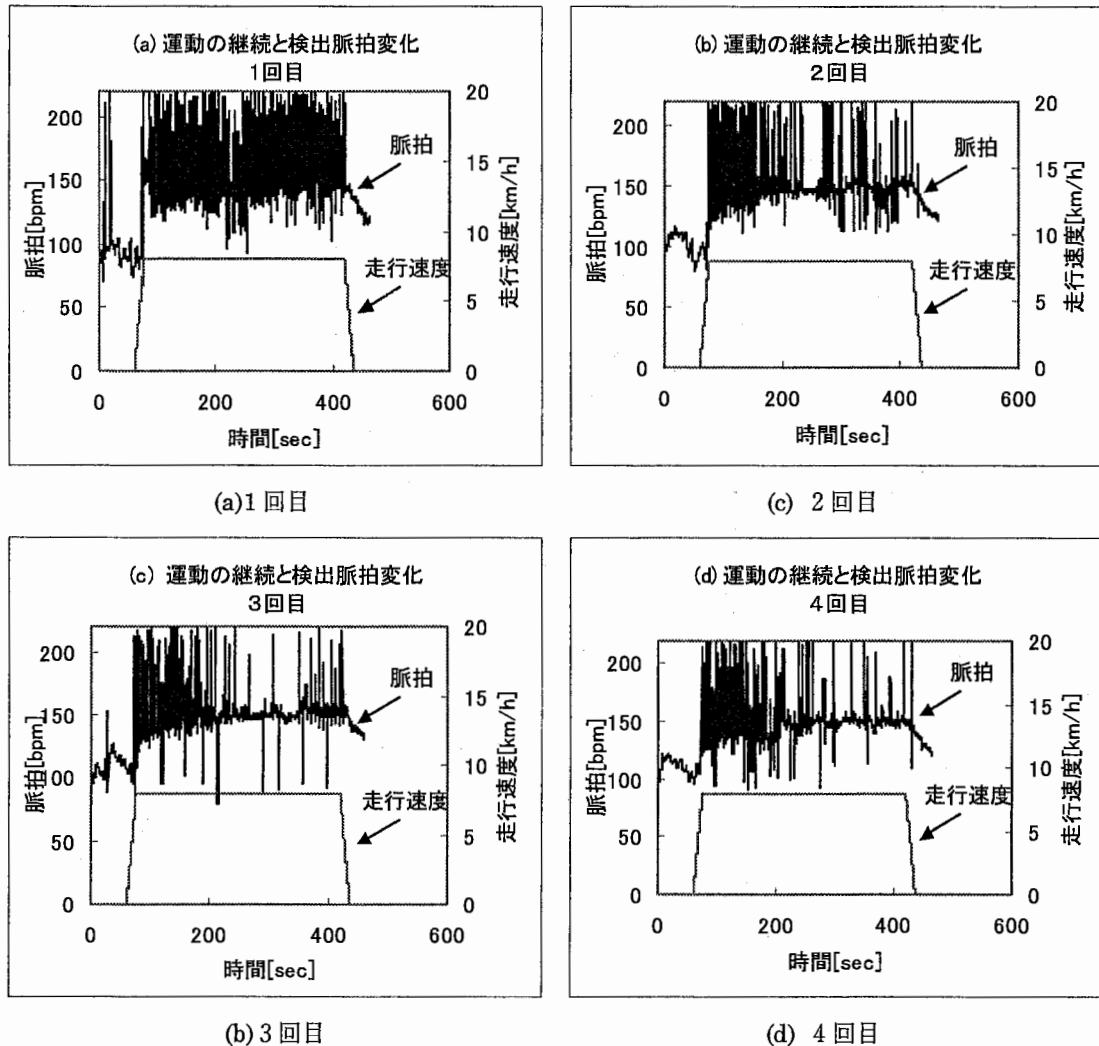 (a) 運動の継続と検出脈拍変化
1回目
200
150
100
50
0
脈拍[bpm]
20
15
10
5
0
走行速度[km/h]
脈拍
走行速度
0 200 400 600
時間[sec]
(a)1 回目
(b) 運動の継続と検出脈拍変化
2回目
200
150
100
50
0
脈拍[bpm]
20
15
10
5
0
走行速度[km/h]
脈拍
走行速度
0 200 400 600
時間[sec]
(c) 2 回目
(c) 運動の継続と検出脈拍変化
3回目
200
150
100
50
0
脈拍[bpm]
20
15
10
5
0
走行速度[km/h]
脈拍
走行速度
0 200 400 600
時間[sec]
(b) 3 回目
(d) 運動の継続と検出脈拍変化
4回目
200
150
100
50
0
脈拍[bpm]
20
15
10
5
0
走行速度[km/h]
脈拍
走行速度
0 200 400 600
時間[sec]
(d) 4 回目